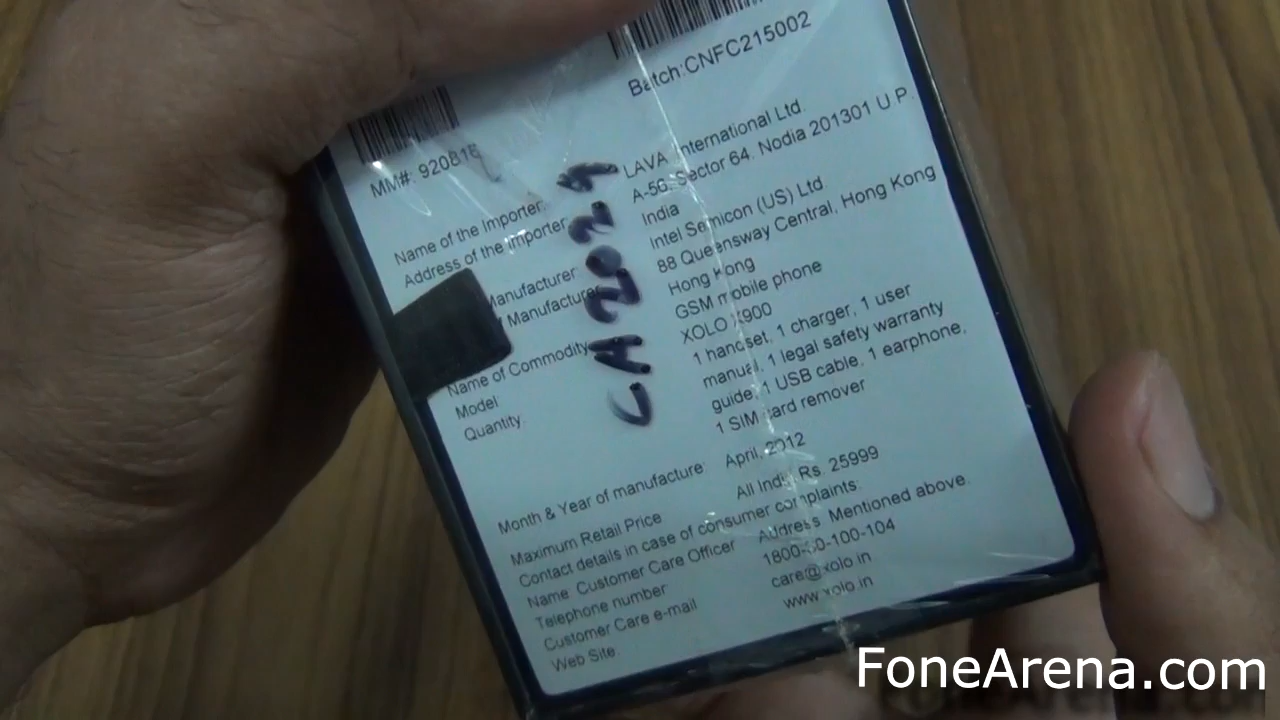 Batch:CNFC215002
MM#: 920816
Name of the Importer: LAVA International Ltd.
Address of the Importer A-56, Sector 64, Nodia 201301 U P
India
Manufacturer: Intel Semicon (US) Ltd.
Manufacturer 88 Queensway Central, Hong Kong
Hong Kong
Name of Commodity GSM mobile phone
Model XOLO X900
Quantity: 1 handset, 1 charger, 1 user
manual, 1 legal safety warranty
guide, 1 USB cable, 1 earphone,
1 SIM card remover
Month & Year of manufacture: April, 2012
Maximum Retail Price All India Rs. 25999
Contact details in case of consumer complaints:
Name: Customer Care Officer Address Mentioned above.
Telephone number 1800-30-100-104
Customer Care e-mail care@xolo.in
Web Site. www.xolo.in
FoneArena.com